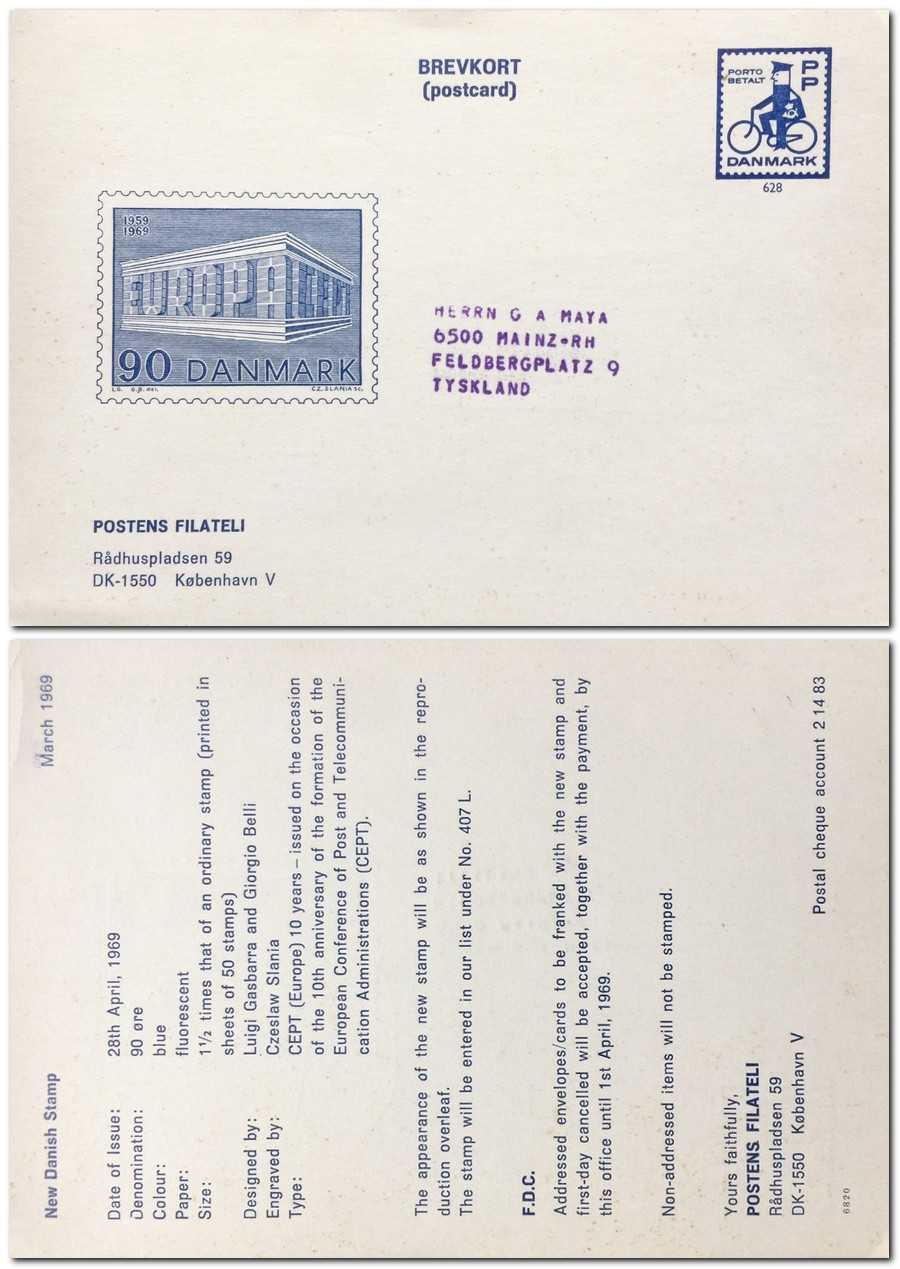 BREVKORT
(postcard)
PORTO
BETALT
PP
DANMARK
628
1959
1969
EUROPA CEPT
90 DANMARK
CZ. SLANIA SC.
HERRN G A MAYA
6500 MAINZ-RH
FELDBERGPLATZ 9
TYSKLAND
POSTENS FILATELI
Rådhuspladsen 59
DK-1550 København V
New Danish Stamp March 1969
Date of Issue: 28th April, 1969
Denomination: 90 øre
Colour: blue
Paper: fluorescent
Size: 1½ times that of an ordinary stamp (printed in
sheets of 50 stamps)
Designed by: Luigi Gasbarra and Giorgio Belli
Engraved by: Czeslaw Slania
Type: CEPT (Europe) 10 years – issued on the occasion
of the 10th anniversary of the formation of the
European Conference of Post and Telecommuni-
cation Administrations (CEPT).
The appearance of the new stamp will be as shown in the repro-
duction overleaf.
The stamp will be entered in our list under No. 407 L.
F.D.C.
Addressed envelopes/cards to be franked with the new stamp and
first-day cancelled will be accepted, together with the payment, by
this office until 1st April, 1969.
Non-addressed items will not be stamped.
Yours faithfully,
POSTENS FILATELI
Rådhuspladsen 59
DK-1550 København V Postal cheque account 2 14 83
6820